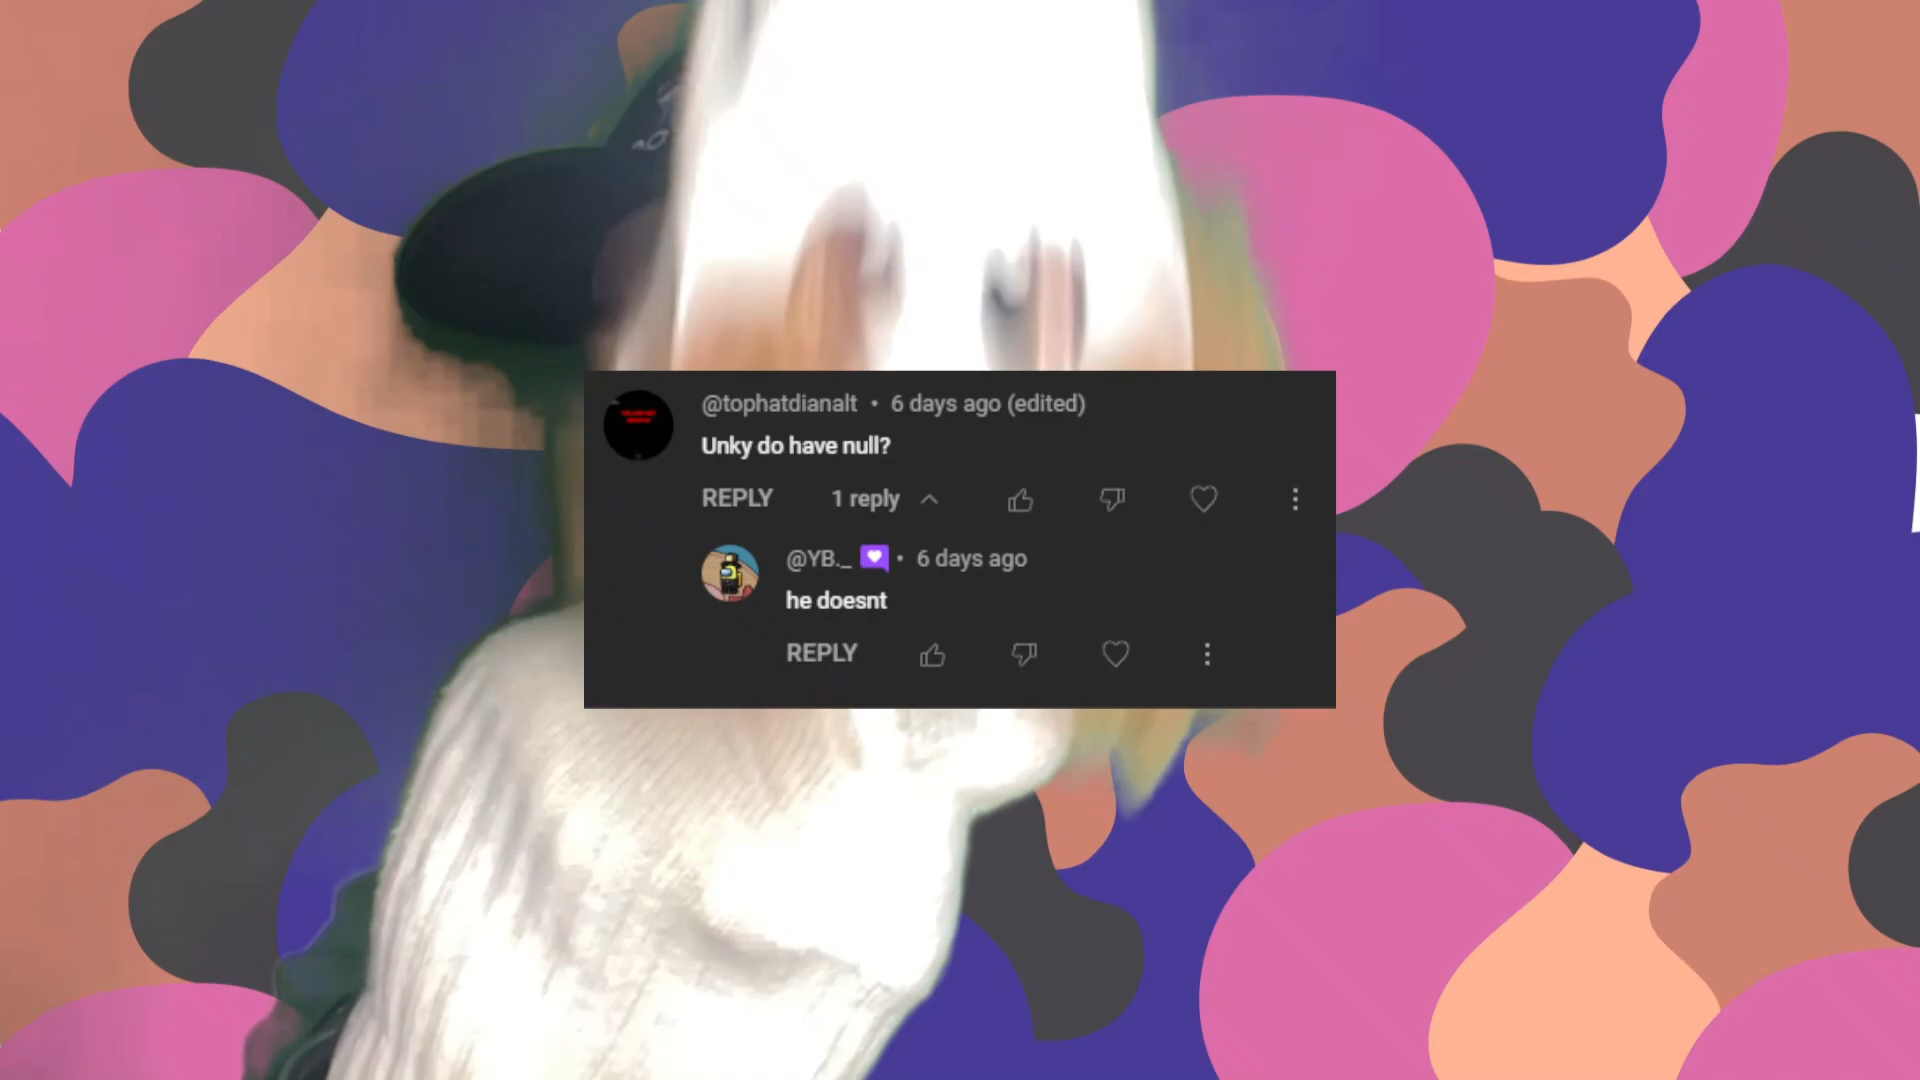 @tophatdianalt • 6 days ago (edited)
Unky do have null?
REPLY 1 reply
@YB._ • 6 days ago
he doesnt
REPLY